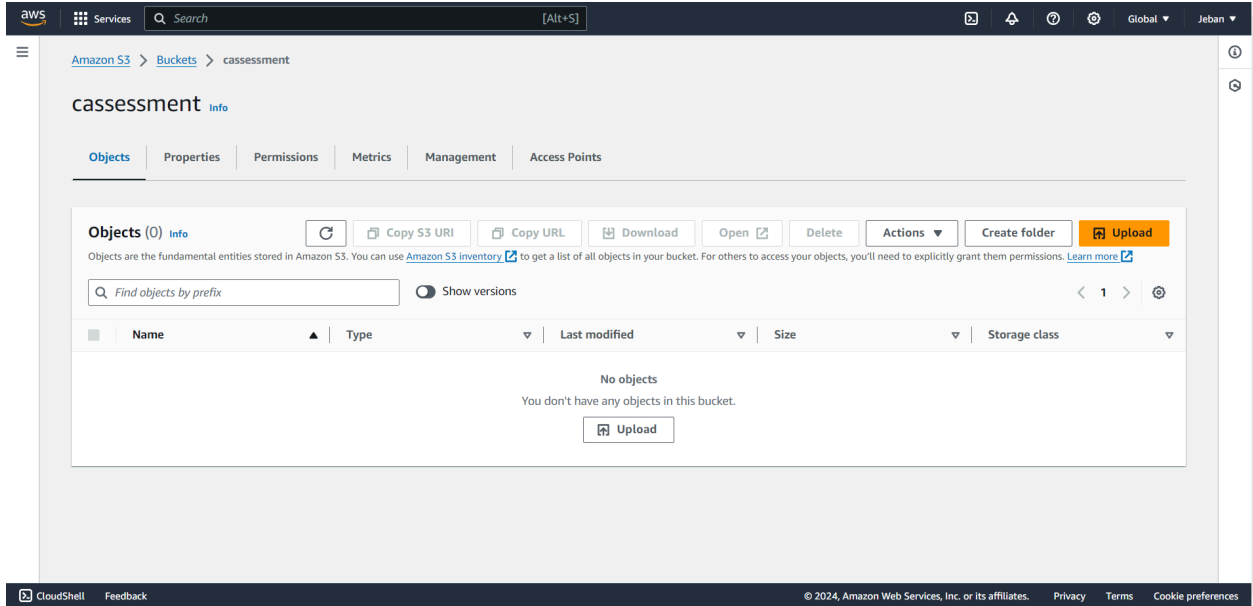 aws Services Search [Alt+S] Global ▼ Jeban ▼
Amazon S3 > Buckets > cassessment
cassessment Info
Objects Properties Permissions Metrics Management Access Points
Objects (0) Info Copy S3 URI Copy URL Download Open Delete Actions ▼ Create folder Upload
Objects are the fundamental entities stored in Amazon S3. You can use Amazon S3 inventory to get a list of all objects in your bucket. For others to access your objects, you'll need to explicitly grant them permissions. Learn more
Find objects by prefix Show versions < 1 >
Name Type Last modified Size Storage class
No objects
You don't have any objects in this bucket.
Upload
CloudShell Feedback © 2024, Amazon Web Services, Inc. or its affiliates. Privacy Terms Cookie preferences